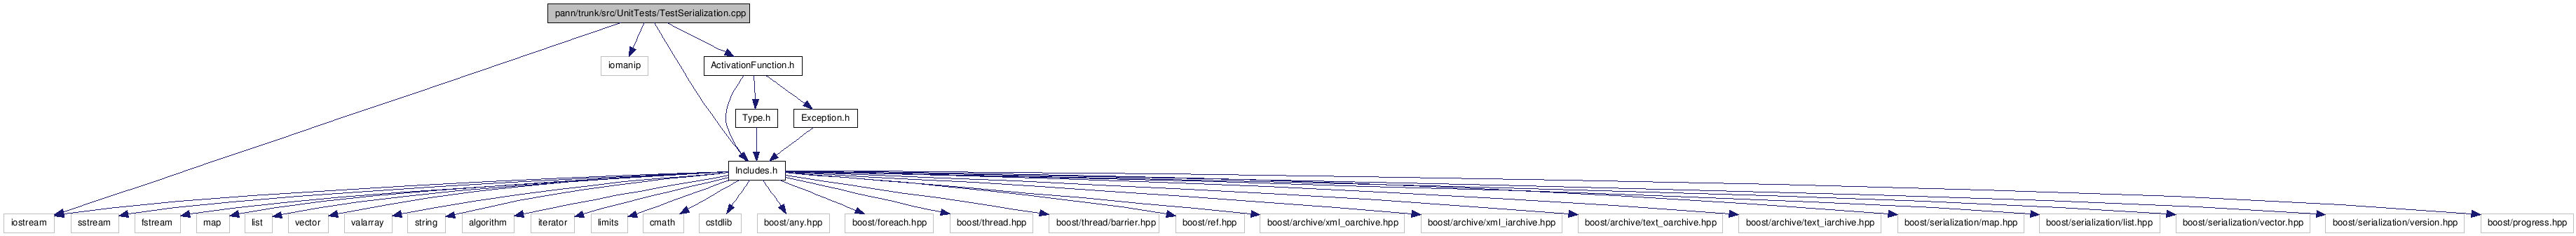 pann/trunk/src/UnitTests/TestSerialization.cpp
iomanip
ActivationFunction.h
Type.h
Exception.h
Includes.h
iostream
sstream
fstream
map
list
vector
valarray
string
algorithm
iterator
limits
cmath
cstdlib
boost/any.hpp
boost/foreach.hpp
boost/thread.hpp
boost/thread/barrier.hpp
boost/ref.hpp
boost/archive/xml_oarchive.hpp
boost/archive/xml_iarchive.hpp
boost/archive/text_oarchive.hpp
boost/archive/text_iarchive.hpp
boost/serialization/map.hpp
boost/serialization/list.hpp
boost/serialization/vector.hpp
boost/serialization/version.hpp
boost/progress.hpp